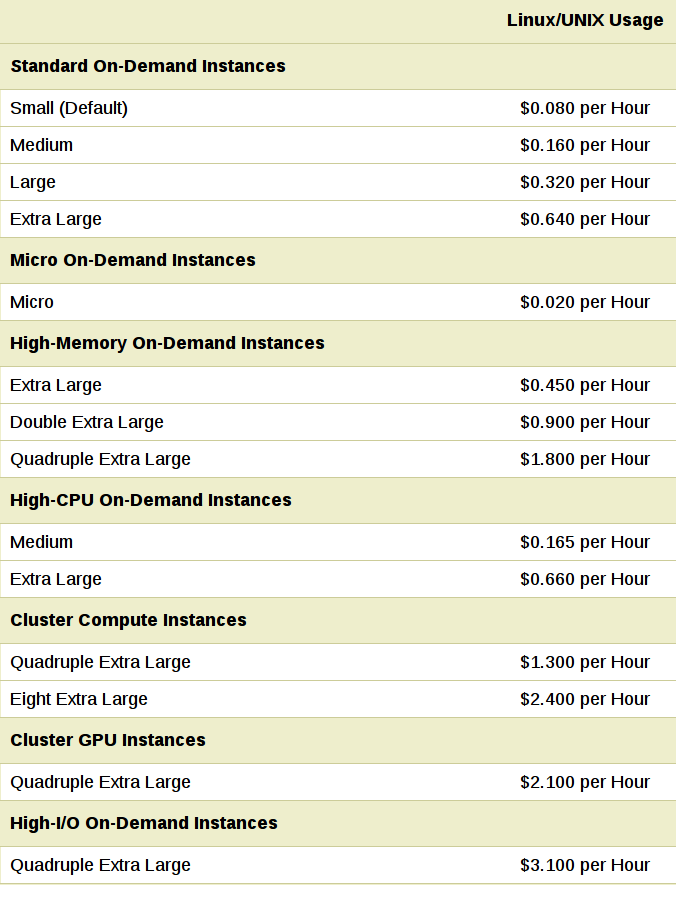 Linux/UNIX Usage
Standard On-Demand Instances
Small (Default) $0.080 per Hour
Medium $0.160 per Hour
Large $0.320 per Hour
Extra Large $0.640 per Hour
Micro On-Demand Instances
Micro $0.020 per Hour
High-Memory On-Demand Instances
Extra Large $0.450 per Hour
Double Extra Large $0.900 per Hour
Quadruple Extra Large $1.800 per Hour
High-CPU On-Demand Instances
Medium $0.165 per Hour
Extra Large $0.660 per Hour
Cluster Compute Instances
Quadruple Extra Large $1.300 per Hour
Eight Extra Large $2.400 per Hour
Cluster GPU Instances
Quadruple Extra Large $2.100 per Hour
High-I/O On-Demand Instances
Quadruple Extra Large $3.100 per Hour